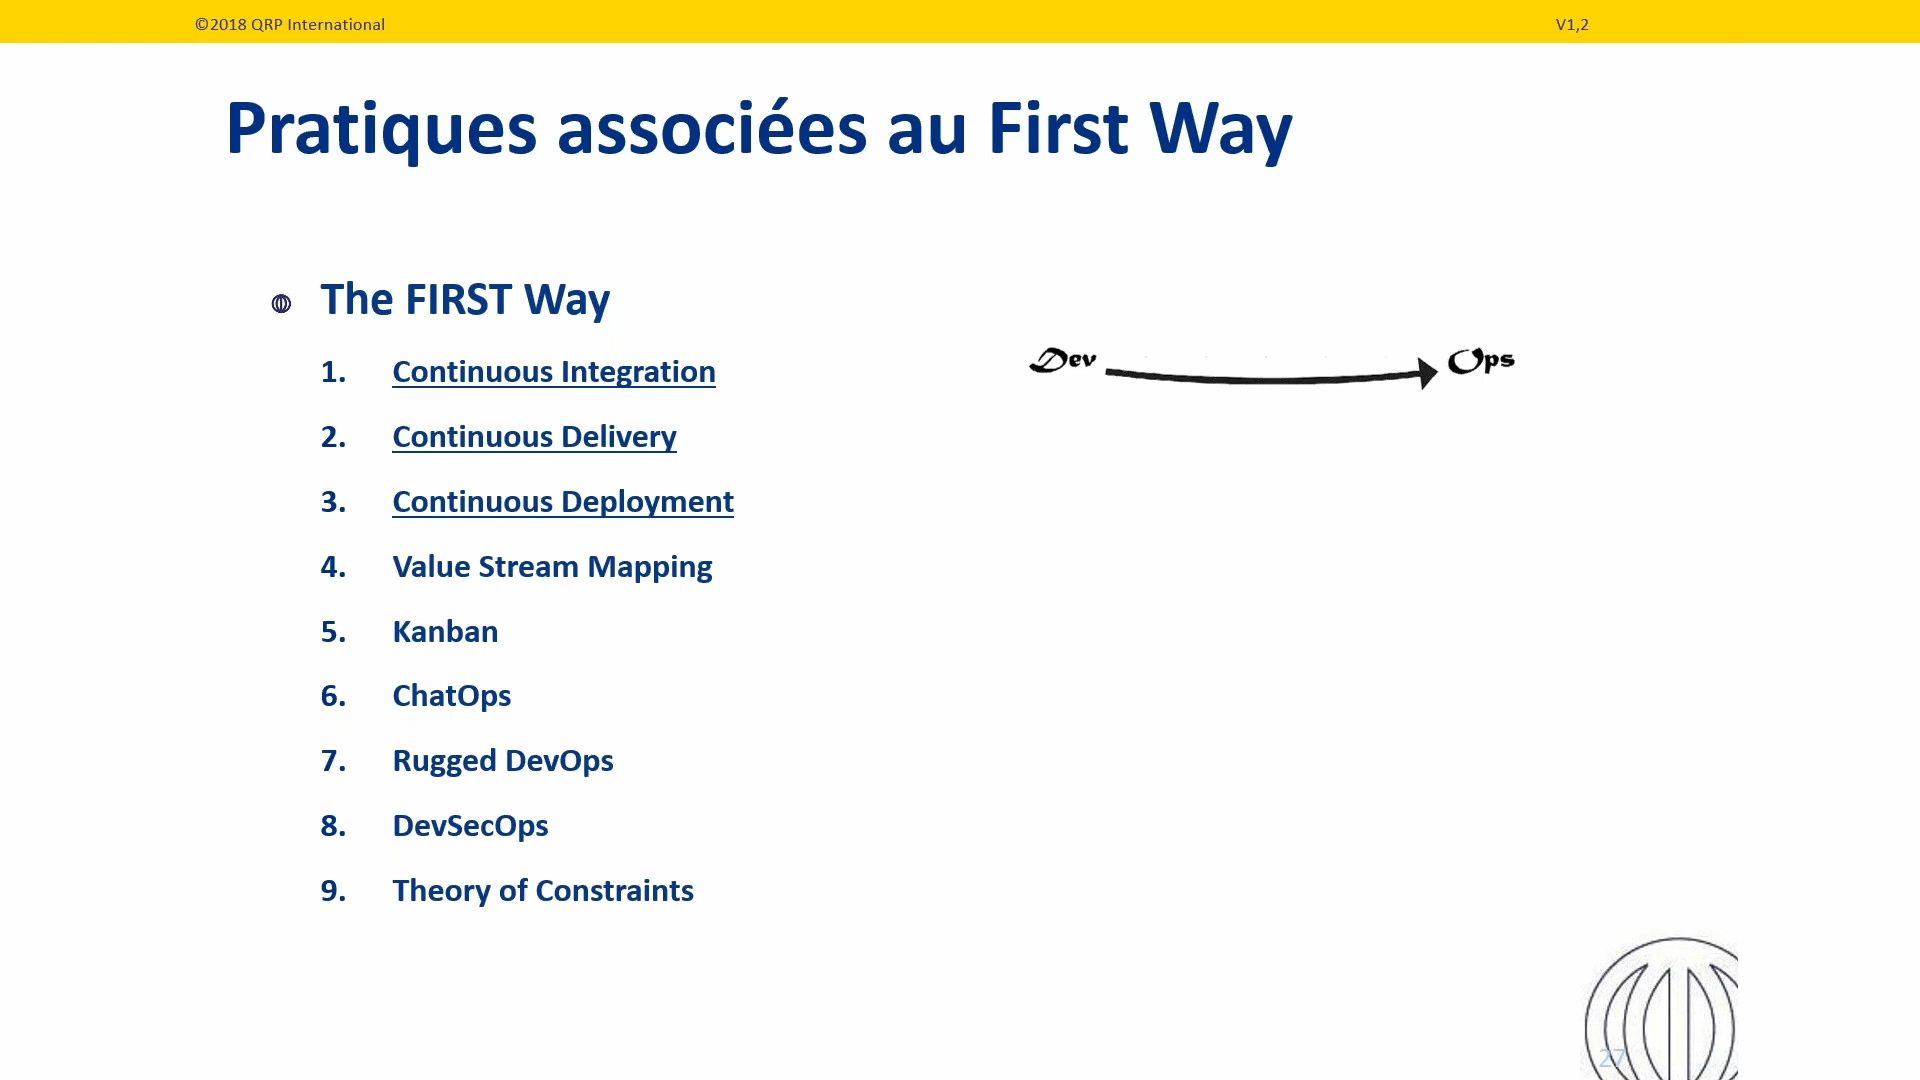 ©2018 QRP International
V1,2
Pratiques associées au First Way
The FIRST Way
1. Continuous Integration
2. Continuous Delivery
3. Continuous Deployment
4. Value Stream Mapping
5. Kanban
6. ChatOps
7. Rugged DevOps
8. DevSecOps
9. Theory of Constraints
Dev
Ops
27